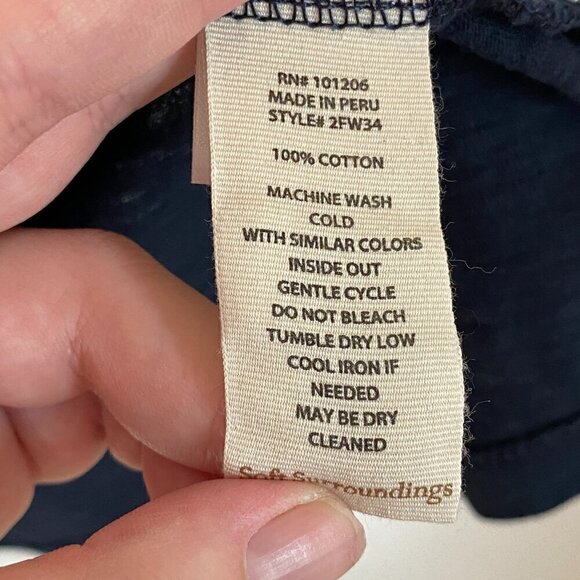 RN# 101206
MADE IN PERU
STYLE# 2FW34
100% COTTON
MACHINE WASH
COLD
WITH SIMILAR COLORS
INSIDE OUT
GENTLE CYCLE
DO NOT BLEACH
TUMBLE DRY LOW
COOL IRON IF
NEEDED
MAY BE DRY
CLEANED
Soft Surroundings